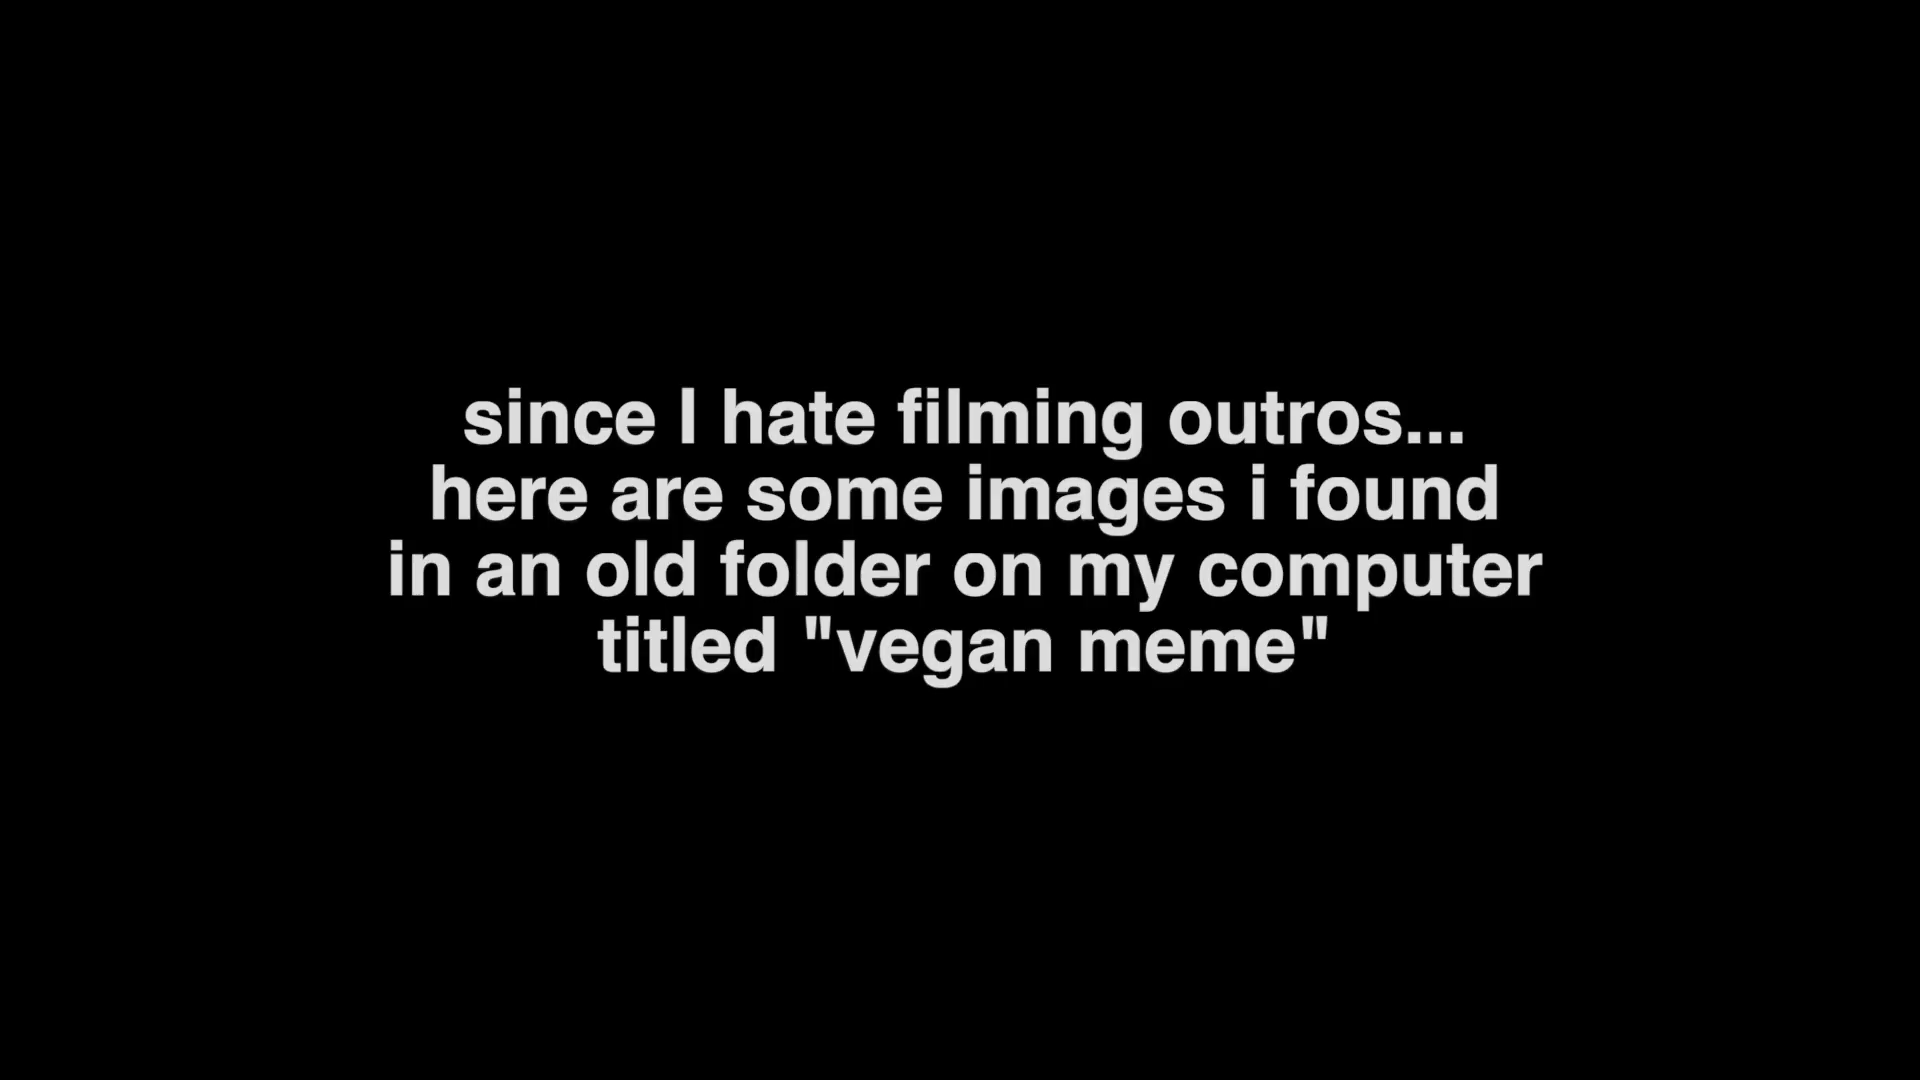 since I hate filming outros...
here are some images i found
in an old folder on my computer
titled "vegan meme"